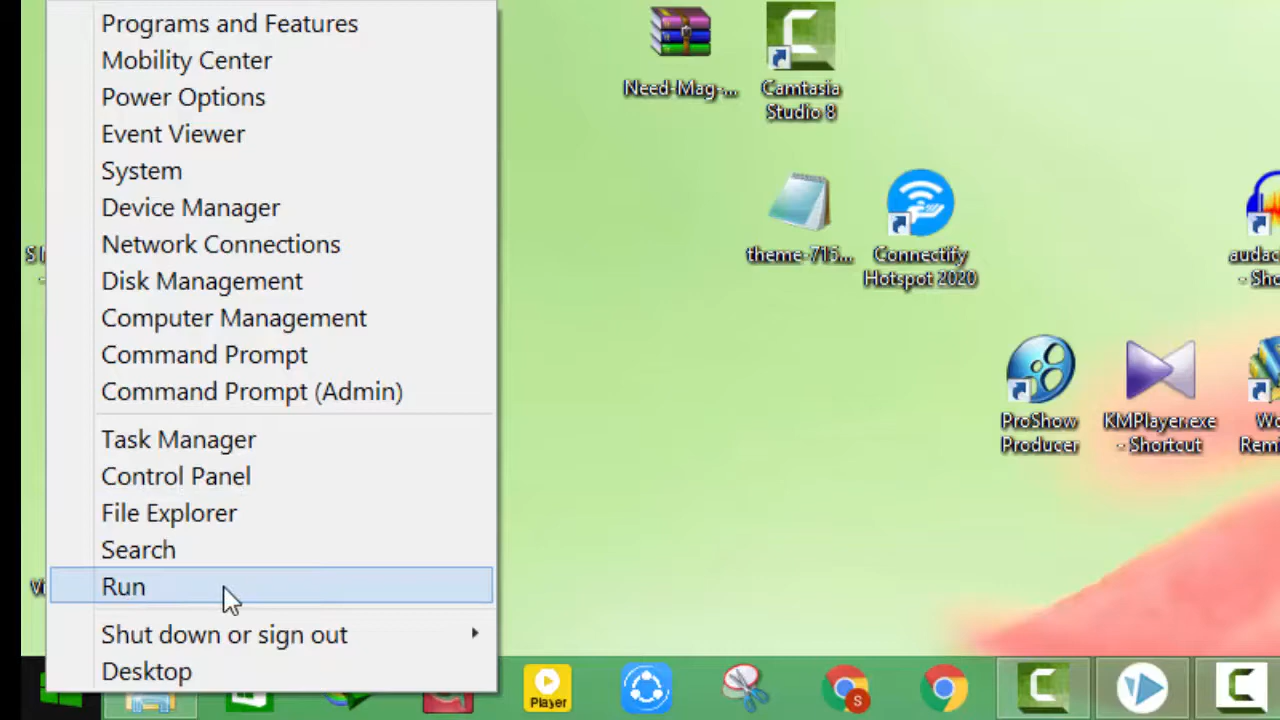 Programs and Features
Mobility Center
Power Options
Event Viewer
System
Device Manager
Network Connections
Disk Management
Computer Management
Command Prompt
Command Prompt (Admin)
Task Manager
Control Panel
File Explorer
Search
Run
Shut down or sign out
Desktop
Need-Mag-...
Camtasia
Studio 8
theme-715...
Connectify
Hotspot 2020
audac
- Sho
ProShow
Producer
KMPlayer.exe
- Shortcut
Wo
Rem
Player
S